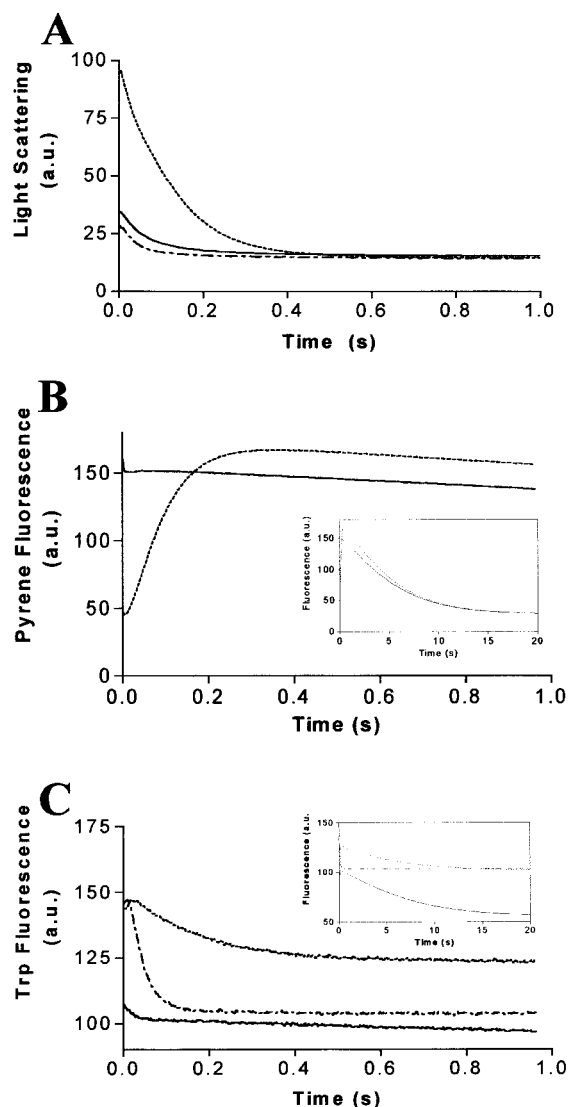 A
100
75
50
25
0
Light Scattering
(a.u.)
0.0 0.2 0.4 0.6 0.8 1.0
Time (s)
B
150
100
50
0
Pyrene Fluorescence
(a.u.)
0.0 0.2 0.4 0.6 0.8 1.0
Time (s)
150
100
50
0
Fluorescence (a.u.)
0 5 10 15 20
Time (s)
C
175
150
125
100
Trp Fluorescence
(a.u.)
0.0 0.2 0.4 0.6 0.8 1.0
Time (s)
150
100
50
Fluorescence (a.u.)
0 5 10 15 20
Time (s)